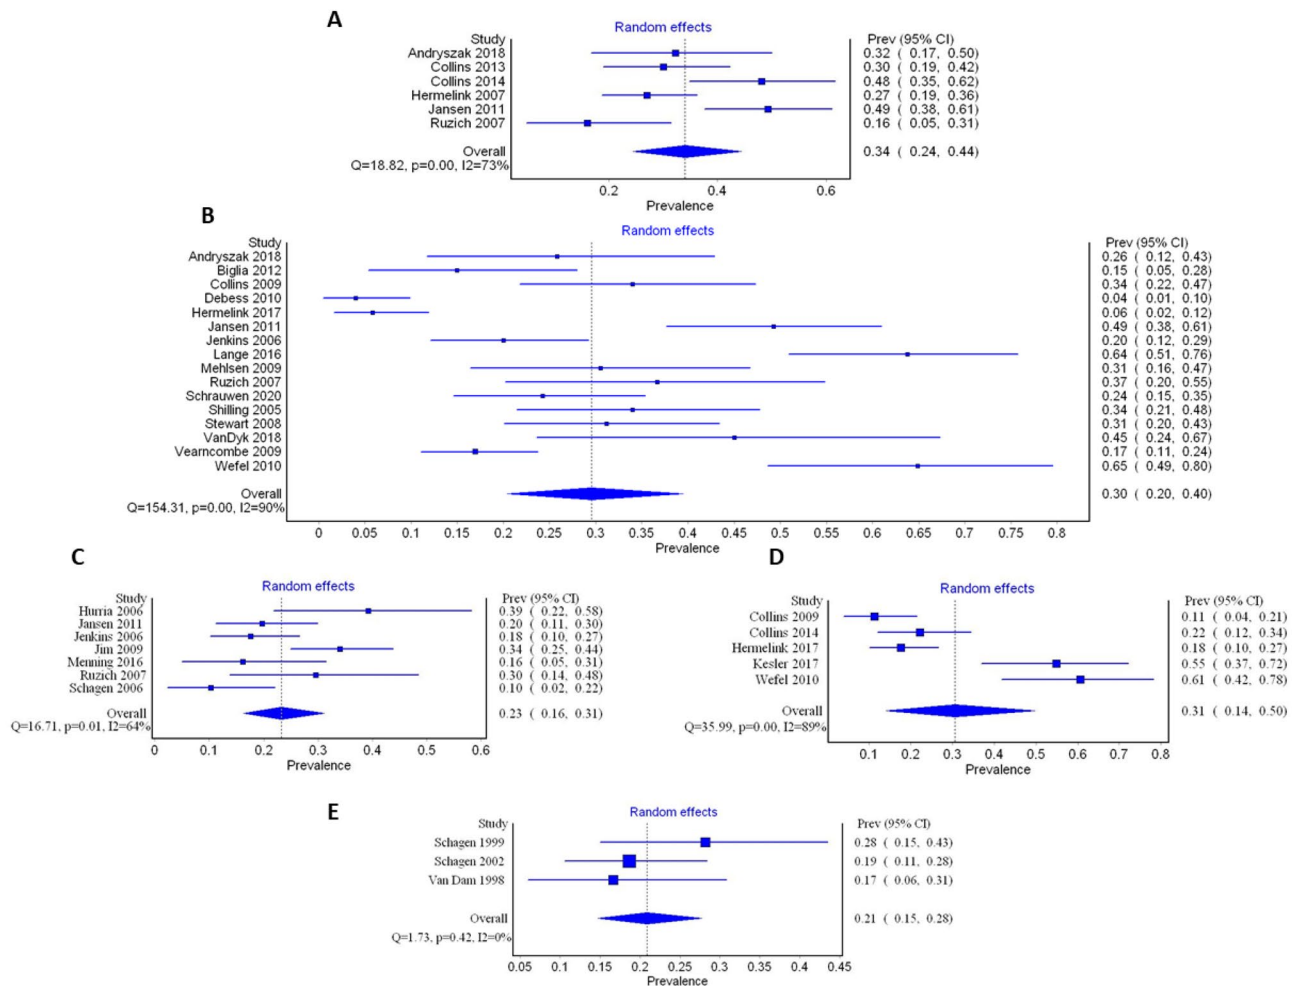 A
Random effects
Study Prev (95% CI)
Andryszak 2018 0.32 ( 0.17, 0.50)
Collins 2013 0.30 ( 0.19, 0.42)
Collins 2014 0.48 ( 0.35, 0.62)
Hermelink 2007 0.27 ( 0.19, 0.36)
Jansen 2011 0.49 ( 0.38, 0.61)
Ruzich 2007 0.16 ( 0.05, 0.31)
Overall 0.34 ( 0.24, 0.44)
Q=18.82, p=0.00, I2=73%
0.2 0.4 0.6
Prevalence
B
Random effects
Study Prev (95% CI)
Andryszak 2018 0.26 ( 0.12, 0.43)
Biglia 2012 0.15 ( 0.05, 0.28)
Collins 2009 0.34 ( 0.22, 0.47)
Debess 2010 0.04 ( 0.01, 0.10)
Hermelink 2017 0.06 ( 0.02, 0.12)
Jansen 2011 0.49 ( 0.38, 0.61)
Jenkins 2006 0.20 ( 0.12, 0.29)
Lange 2016 0.64 ( 0.51, 0.76)
Mehlsen 2009 0.31 ( 0.16, 0.47)
Ruzich 2007 0.37 ( 0.20, 0.55)
Schrauwen 2020 0.24 ( 0.15, 0.35)
Shilling 2005 0.34 ( 0.21, 0.48)
Stewart 2008 0.31 ( 0.20, 0.43)
VanDyk 2018 0.45 ( 0.24, 0.67)
Vearncombe 2009 0.17 ( 0.11, 0.24)
Wefel 2010 0.65 ( 0.49, 0.80)
Overall 0.30 ( 0.20, 0.40)
Q=154.31, p=0.00, I2=90%
0 0.05 0.1 0.15 0.2 0.25 0.3 0.35 0.4 0.45 0.5 0.55 0.6 0.65 0.7 0.75 0.8
Prevalence
C
Random effects
Study Prev (95% CI)
Hurria 2006 0.39 ( 0.22, 0.58)
Jansen 2011 0.20 ( 0.11, 0.30)
Jenkins 2006 0.18 ( 0.10, 0.27)
Jim 2009 0.34 ( 0.25, 0.44)
Menning 2016 0.16 ( 0.05, 0.31)
Ruzich 2007 0.30 ( 0.14, 0.48)
Schagen 2006 0.10 ( 0.02, 0.22)
Overall 0.23 ( 0.16, 0.31)
Q=16.71, p=0.01, I2=64%
0 0.1 0.2 0.3 0.4 0.5 0.6
Prevalence
D
Random effects
Study Prev (95% CI)
Collins 2009 0.11 ( 0.04, 0.21)
Collins 2014 0.22 ( 0.12, 0.34)
Hermelink 2017 0.18 ( 0.10, 0.27)
Kesler 2017 0.55 ( 0.37, 0.72)
Wefel 2010 0.61 ( 0.42, 0.78)
Overall 0.31 ( 0.14, 0.50)
Q=35.99, p=0.00, I2=89%
0.1 0.2 0.3 0.4 0.5 0.6 0.7 0.8
Prevalence
E
Random effects
Study Prev (95% CI)
Schagen 1999 0.28 ( 0.15, 0.43)
Schagen 2002 0.19 ( 0.11, 0.28)
Van Dam 1998 0.17 ( 0.06, 0.31)
Overall 0.21 ( 0.15, 0.28)
Q=1.73, p=0.42, I2=0%
0.05 0.1 0.15 0.2 0.25 0.3 0.35 0.4 0.45
Prevalence